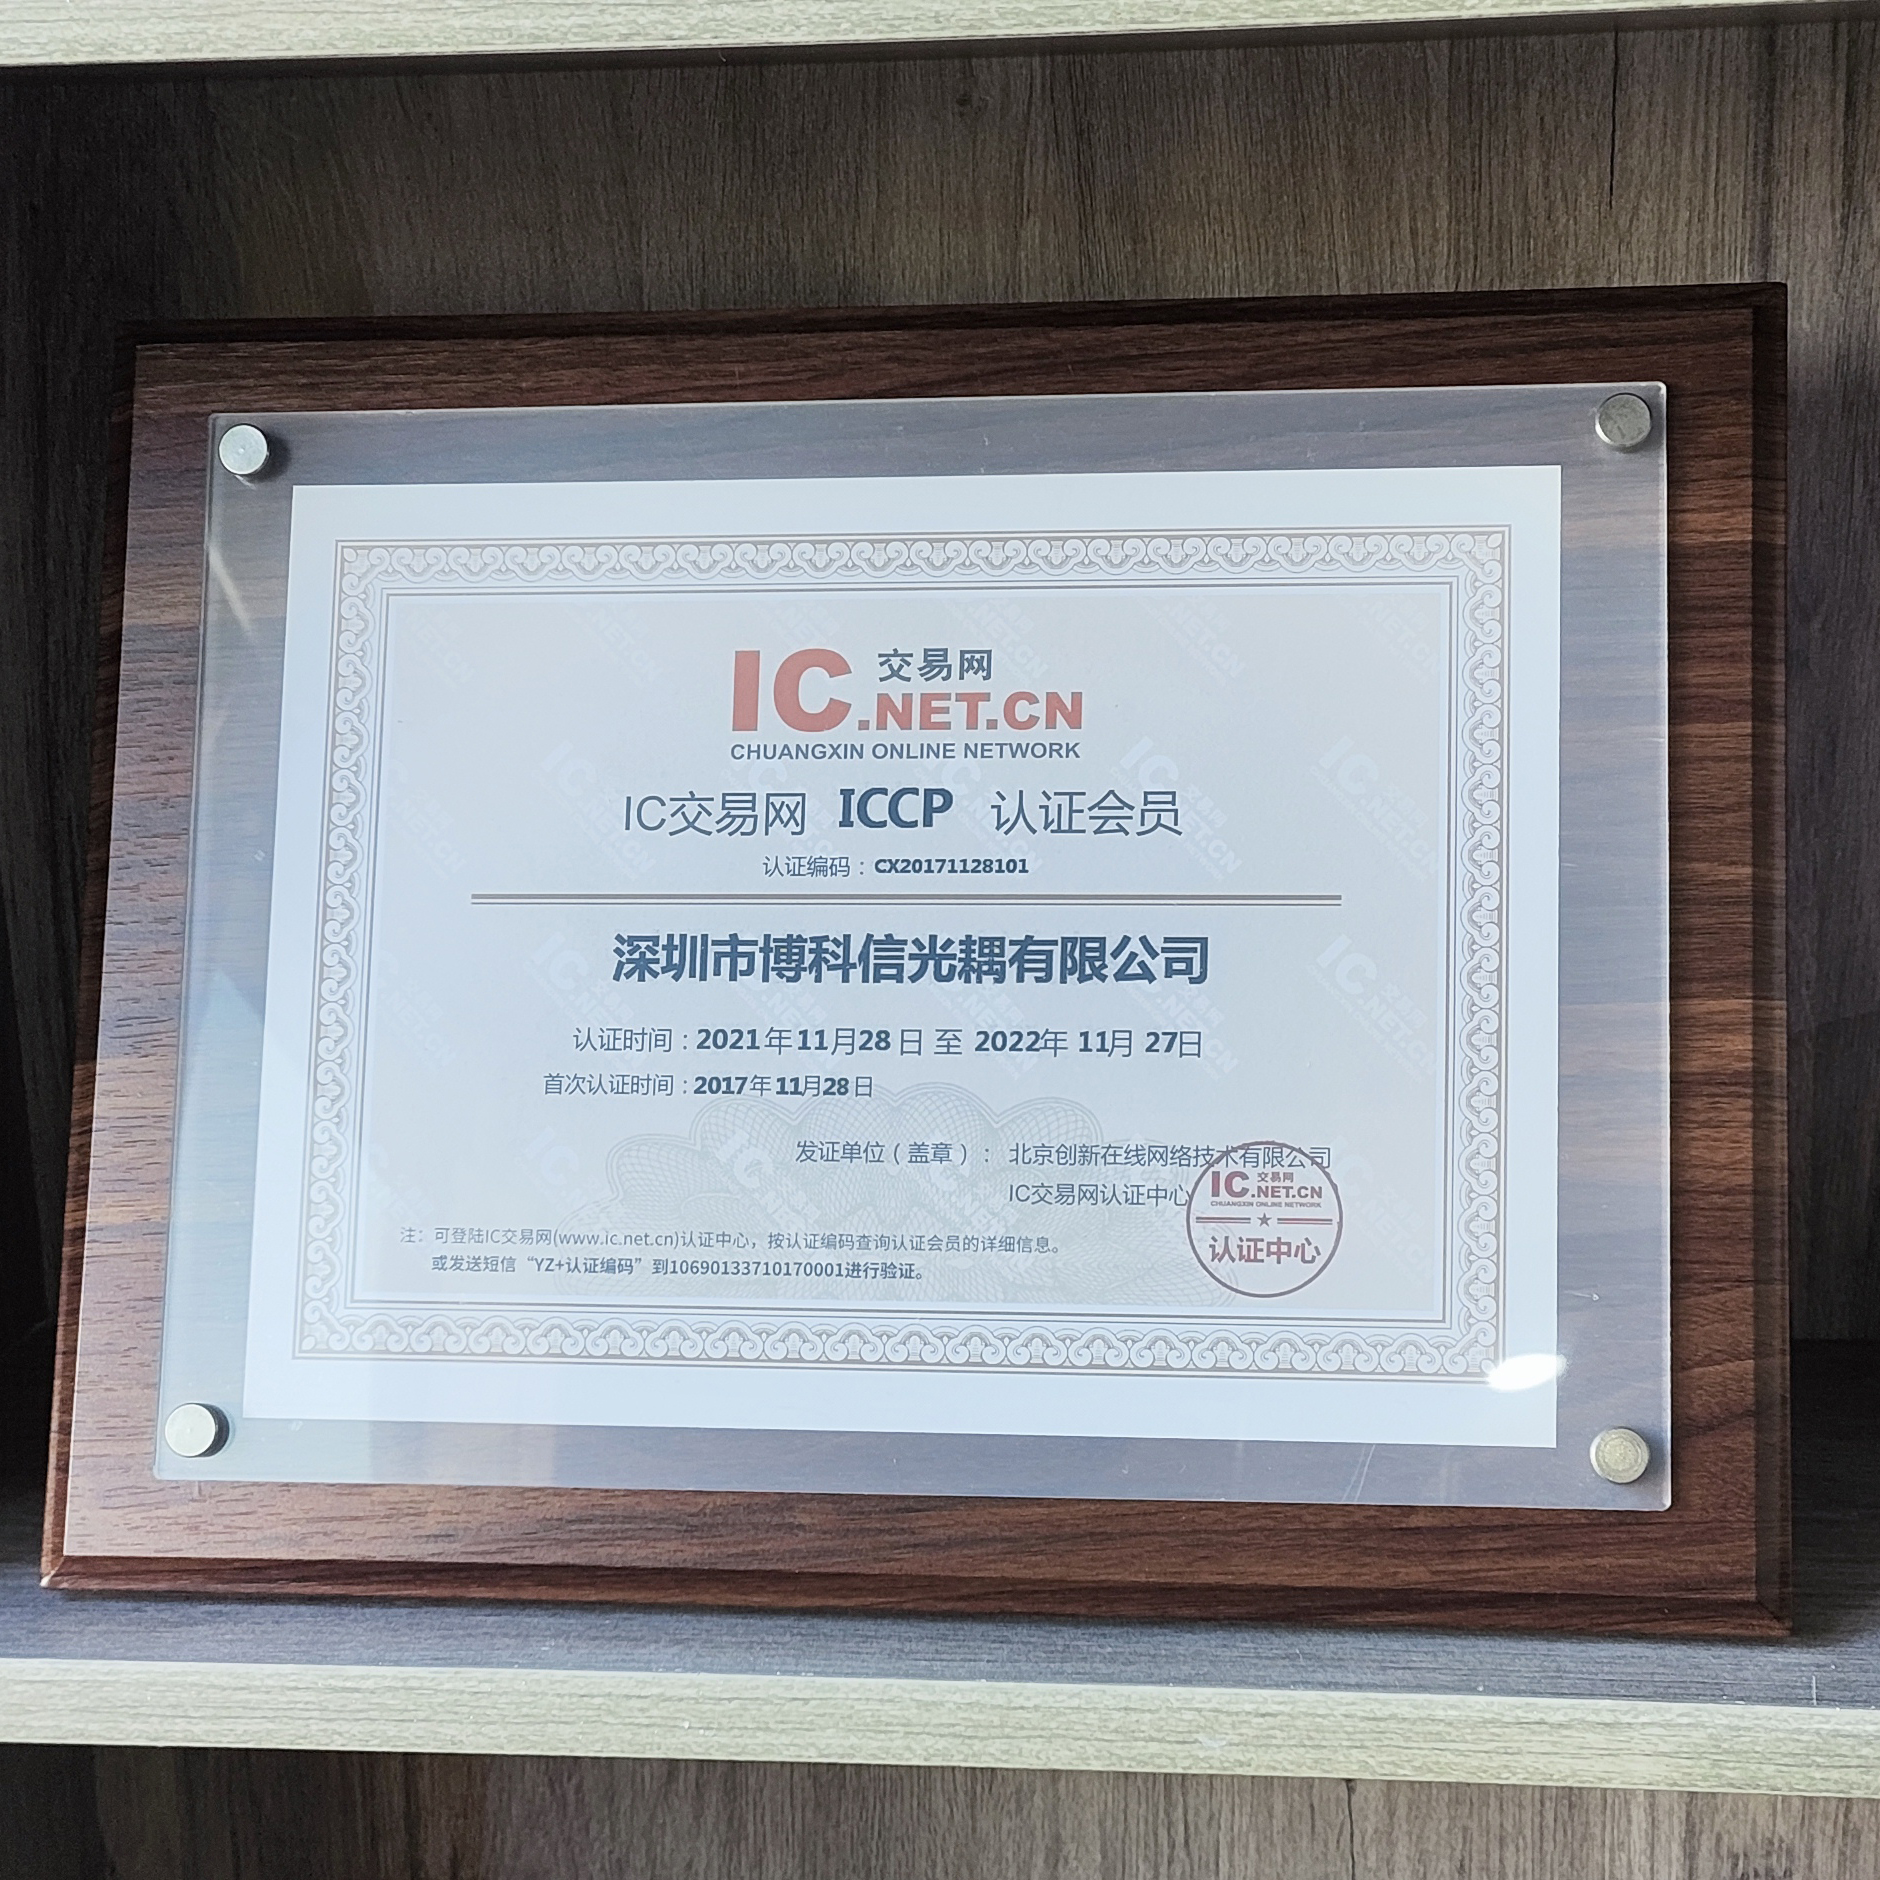 IC 交易网
.NET.CN
CHUANGXIN ONLINE NETWORK
IC交易网 ICCP 认证会员
认证编码：CX20171128101
深圳市博科信光耦有限公司
认证时间：2021年11月28日 至 2022年 11月 27日
首次认证时间：2017年11月28日
发证单位（盖章）： 北京创新在线网络技术有限公司
IC交易网认证中心
IC 交易网
.NET.CN
CHUANGXIN ONLINE NETWORK
认证中心
注：可登陆IC交易网(www.ic.net.cn)认证中心，按认证编码查询认证会员的详细信息。
或发送短信“YZ+认证编码”到10690133710170001进行验证。